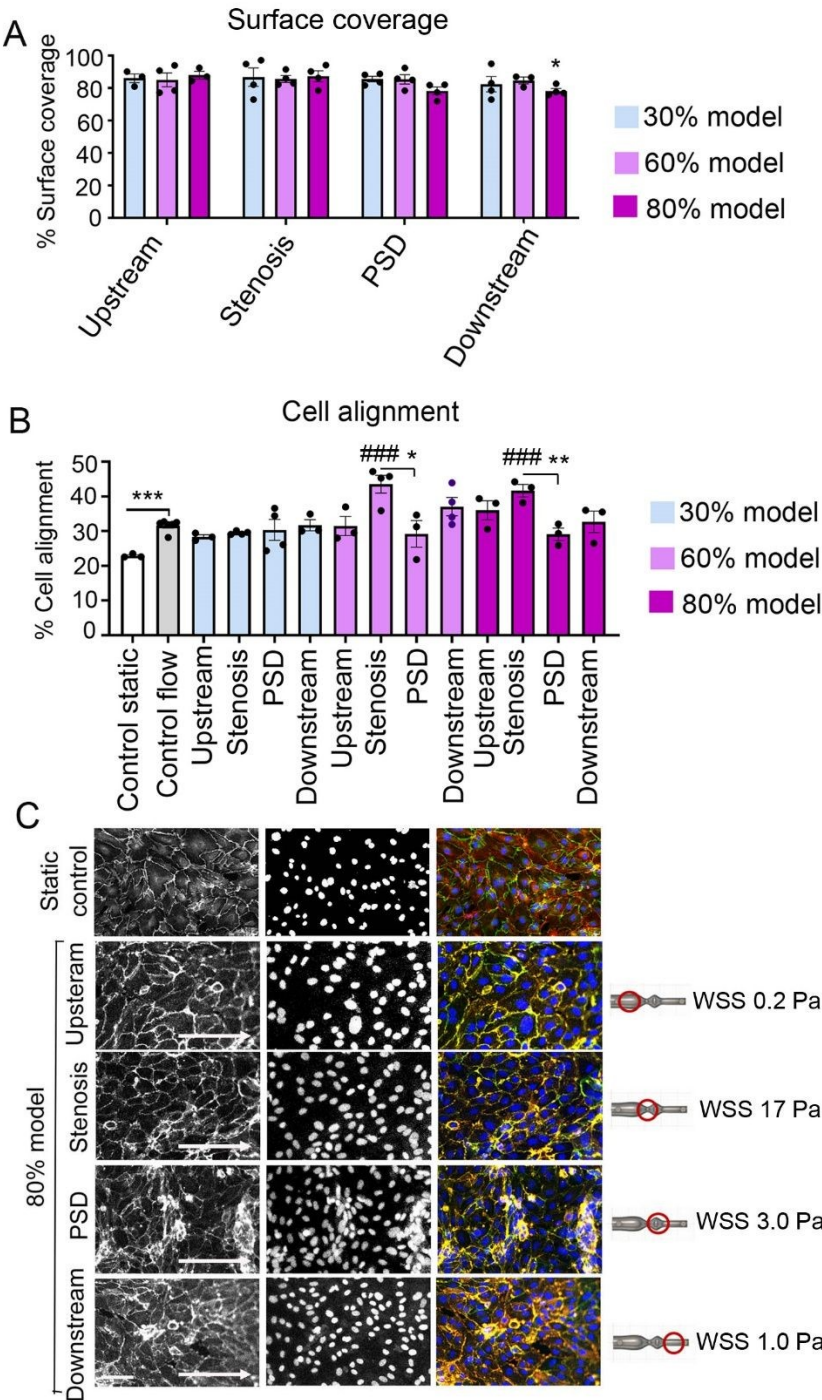 A
Surface coverage
% Surface coverage
100
80
60
40
20
0
*
Upstream
Stenosis
PSD
Downstream
30% model
60% model
80% model
B
Cell alignment
% Cell alignment
50
40
30
20
10
0
***
###
*
###
**
Control static
Control flow
Upstream
Stenosis
PSD
Downstream
Upstream
Stenosis
PSD
Downstream
Upstream
Stenosis
PSD
Downstream
30% model
60% model
80% model
C
Static
control
80% model
Upsteram
WSS 0.2 Pa
Stenosis
WSS 17 Pa
PSD
WSS 3.0 Pa
Downstream
WSS 1.0 Pa